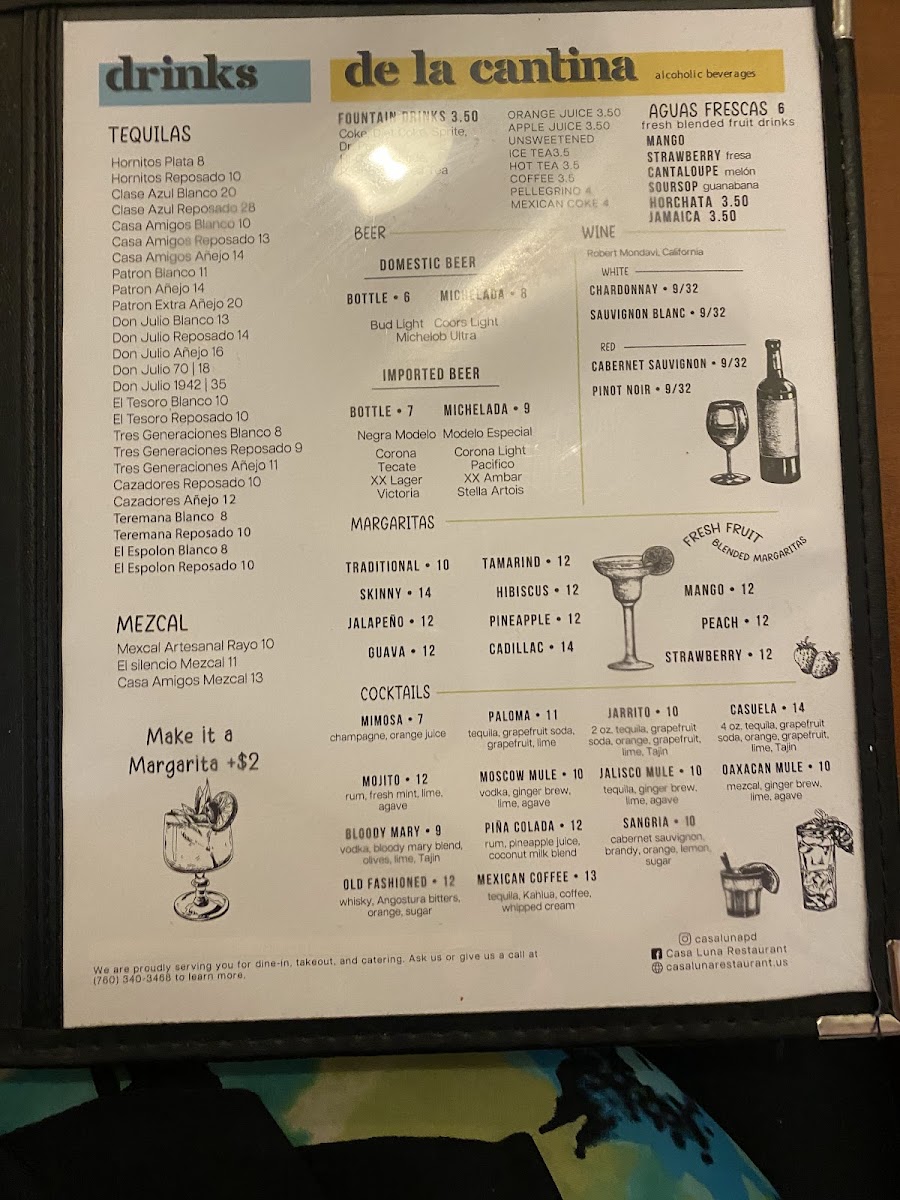 drinks
de la cantina alcoholic beverages
TEQUILAS
Hornitos Plata 8
Hornitos Reposado 10
Clase Azul Blanco 20
Clase Azul Reposado 28
Casa Amigos Blanco 10
Casa Amigos Reposado 13
Casa Amigos Añejo 14
Patron Blanco 11
Patron Añejo 14
Patron Extra Añejo 20
Don Julio Blanco 13
Don Julio Reposado 14
Don Julio Añejo 16
Don Julio 70 | 18
Don Julio 1942 | 35
El Tesoro Blanco 10
El Tesoro Reposado 10
Tres Generaciones Blanco 8
Tres Generaciones Reposado 9
Tres Generaciones Añejo 11
Cazadores Reposado 10
Cazadores Añejo 12
Teremana Blanco 8
Teremana Reposado 10
El Espolon Blanco 8
El Espolon Reposado 10
MEZCAL
Mexcal Artesanal Rayo 10
El silencio Mezcal 11
Casa Amigos Mezcal 13
Make it a
Margarita +$2
FOUNTAIN DRINKS 3.50
Coke, Diet Coke, Sprite,
ORANGE JUICE 3.50
APPLE JUICE 3.50
UNSWEETENED
ICE TEA3.5
HOT TEA 3.5
COFFEE 3.5
PELLEGRINO 4
MEXICAN COKE 4
AGUAS FRESCAS 6
fresh blended fruit drinks
MANGO
STRAWBERRY fresa
CANTALOUPE melón
SOURSOP guanabana
HORCHATA 3.50
JAMAICA 3.50
BEER
DOMESTIC BEER
BOTTLE • 6 MICHELADA • 8
Bud Light Coors Light
Michelob Ultra
IMPORTED BEER
BOTTLE • 7 MICHELADA • 9
Negra Modelo Modelo Especial
Corona Corona Light
Tecate Pacifico
XX Lager XX Ambar
Victoria Stella Artois
WINE
Robert Mondavi, California
WHITE
CHARDONNAY • 9/32
SAUVIGNON BLANC • 9/32
RED
CABERNET SAUVIGNON • 9/32
PINOT NOIR • 9/32
MARGARITAS
TRADITIONAL • 10 TAMARIND • 12
SKINNY • 14 HIBISCUS • 12
JALAPEÑO • 12 PINEAPPLE • 12
GUAVA • 12 CADILLAC • 14
FRESH FRUIT
BLENDED MARGARITAS
MANGO • 12
PEACH • 12
STRAWBERRY • 12
COCKTAILS
MIMOSA • 7
champagne, orange juice
PALOMA • 11
tequila, grapefruit soda,
grapefruit, lime
JARRITO • 10
2 oz, tequila, grapefruit
soda, orange, grapefruit,
lime, Tajin
CASUELA • 14
4 oz, tequila, grapefruit
soda, orange, grapefruit,
lime, Tajin
MOJITO • 12
rum, fresh mint, lime,
agave
MOSCOW MULE • 10
vodka, ginger brew,
lime, agave
JALISCO MULE • 10
tequila, ginger brew,
lime, agave
OAXACAN MULE • 10
mezcal, ginger brew,
lime, agave
BLOODY MARY • 9
vodka, bloody mary blend,
olives, lime, Tajin
PIÑA COLADA • 12
rum, pineapple juice,
coconut milk blend
SANGRIA • 10
cabernet sauvignon,
brandy, orange, lemon,
sugar
OLD FASHIONED • 12
whisky, Angostura bitters,
orange, sugar
MEXICAN COFFEE • 13
tequila, Kahlua, coffee,
whipped cream
We are proudly serving you for dine-in, takeout, and catering. Ask us or give us a call at
(760) 340-3468 to learn more.
casalunapd
Casa Luna Restaurant
casalunarestaurant.us